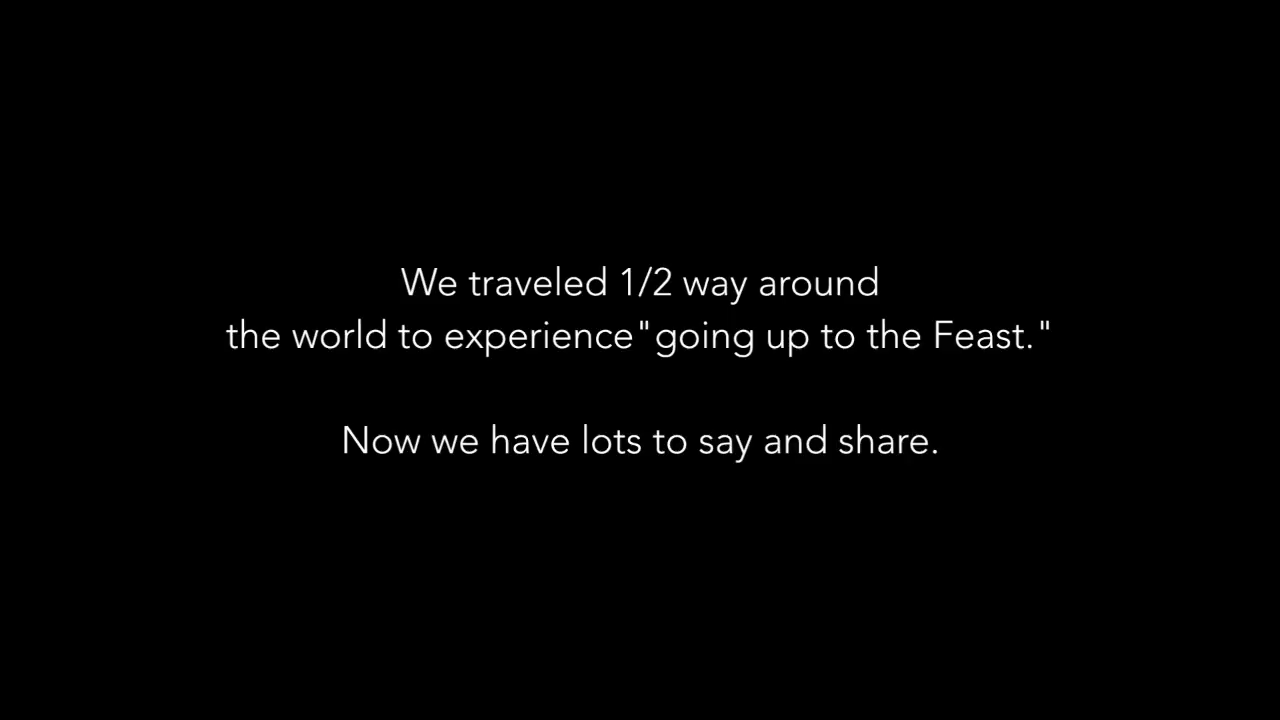 We traveled 1/2 way around
the world to experience"going up to the Feast."
Now we have lots to say and share.